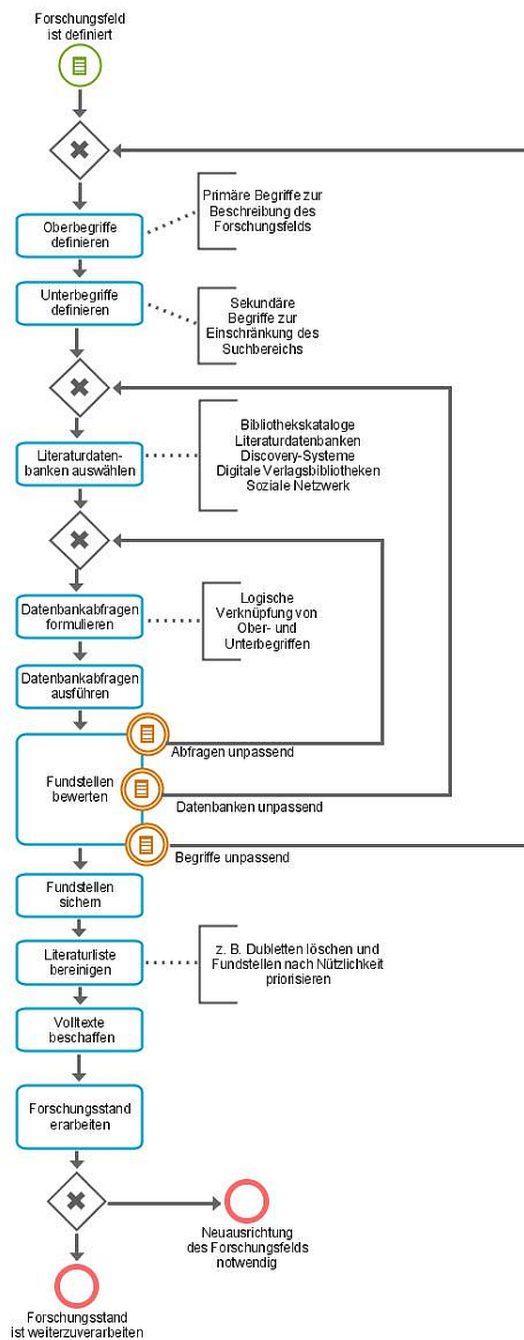 Forschungsfeld
ist definiert
Oberbegriffe
definieren
Primäre Begriffe zur
Beschreibung des
Forschungsfelds
Unterbegriffe
definieren
Sekundäre
Begriffe zur
Einschränkung des
Suchbereichs
Literaturdaten-
banken auswählen
Bibliothekskataloge
Literaturdatenbanken
Discovery-Systeme
Digitale Verlagsbibliotheken
Soziale Netzwerk
Datenbankabfragen
formulieren
Logische
Verknüpfung von
Ober- und
Unterbegriffen
Datenbankabfragen
ausführen
Fundstellen
bewerten
Abfragen unpassend
Datenbanken unpassend
Begriffe unpassend
Fundstellen
sichern
Literaturliste
bereinigen
z. B. Dubletten löschen und
Fundstellen nach Nützlichkeit
priorisieren
Volltexte
beschaffen
Forschungsstand
erarbeiten
Neuausrichtung
des Forschungsfelds
notwendig
Forschungsstand
ist weiterzuverarbeiten